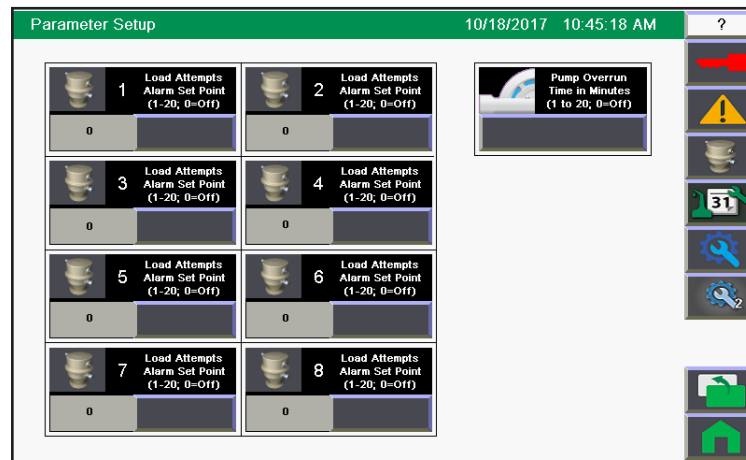 Parameter Setup 10/18/2017 10:45:18 AM ?
1 Load Attempts
Alarm Set Point
(1-20; 0=Off)
0
2 Load Attempts
Alarm Set Point
(1-20; 0=Off)
0
Pump Overrun
Time in Minutes
(1 to 20; 0=Off)
3 Load Attempts
Alarm Set Point
(1-20; 0=Off)
0
4 Load Attempts
Alarm Set Point
(1-20; 0=Off)
0
31
5 Load Attempts
Alarm Set Point
(1-20; 0=Off)
0
6 Load Attempts
Alarm Set Point
(1-20; 0=Off)
0
2
7 Load Attempts
Alarm Set Point
(1-20; 0=Off)
0
8 Load Attempts
Alarm Set Point
(1-20; 0=Off)
0